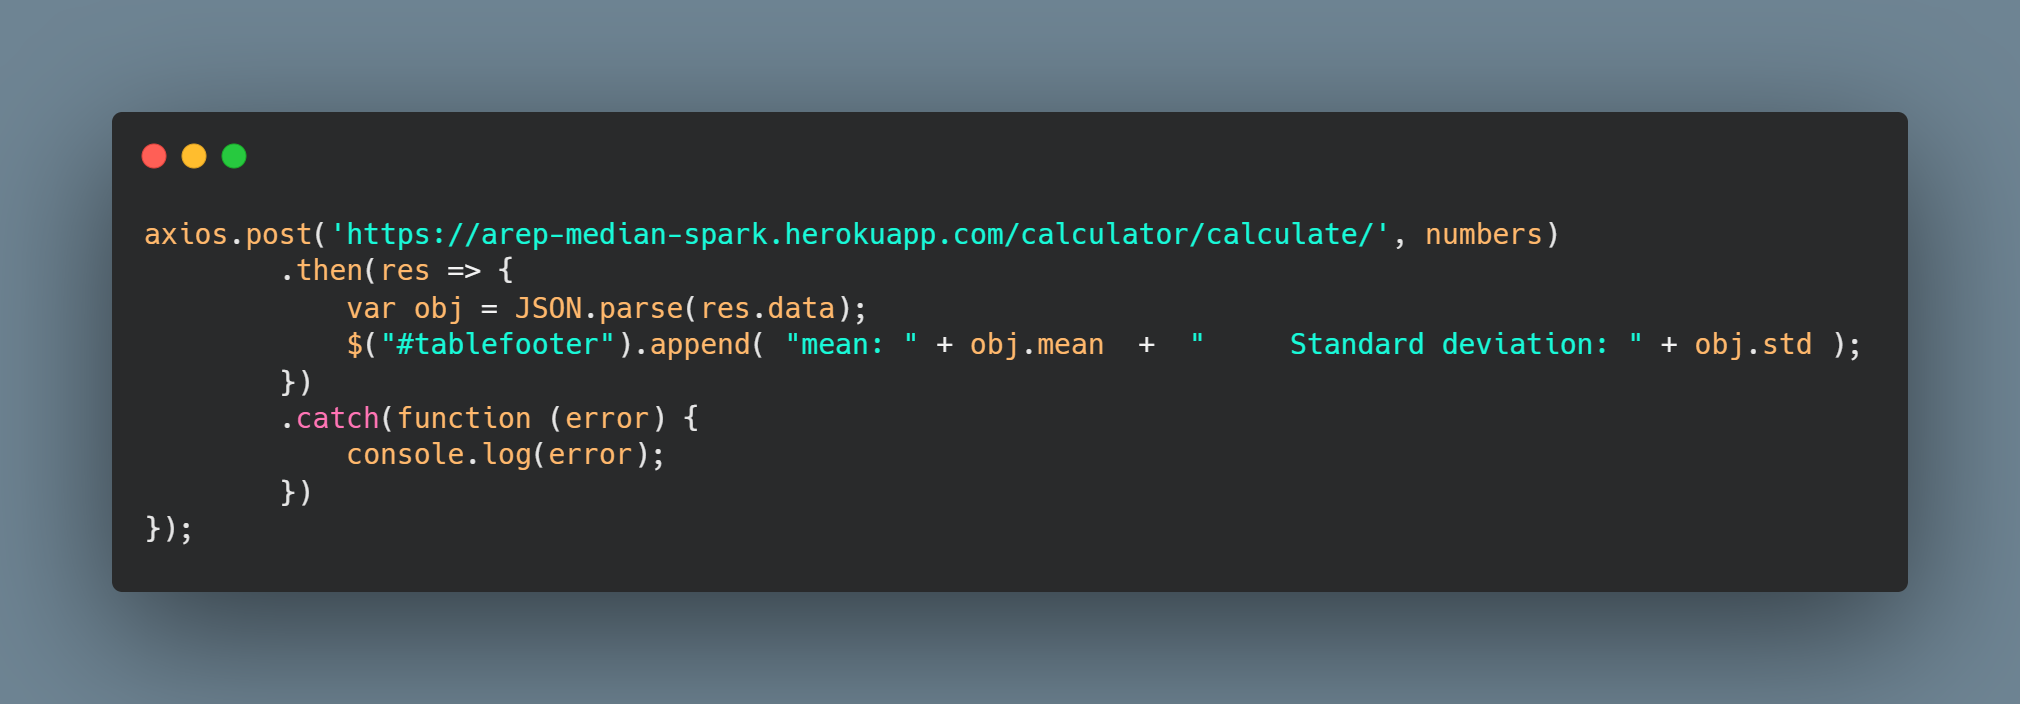 axios.post('https://arep-median-spark.herokuapp.com/calculator/calculate/', numbers)
        .then(res => {
            var obj = JSON.parse(res.data);
            $("#tablefooter").append( "mean: " + obj.mean  +  "     Standard deviation: " + obj.std );
        })
        .catch(function (error) {
            console.log(error);
        })
});